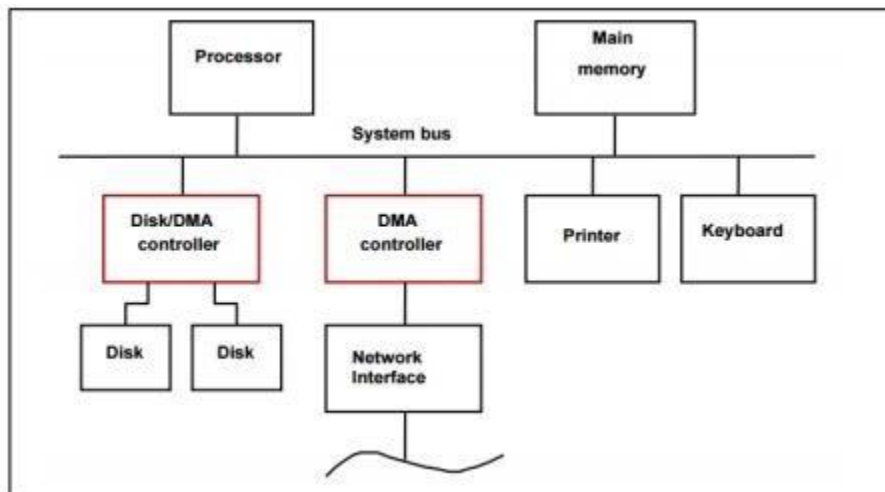 Processor
Main
memory
System bus
Disk/DMA
controller
DMA
controller
Printer
Keyboard
Disk
Disk
Network
Interface